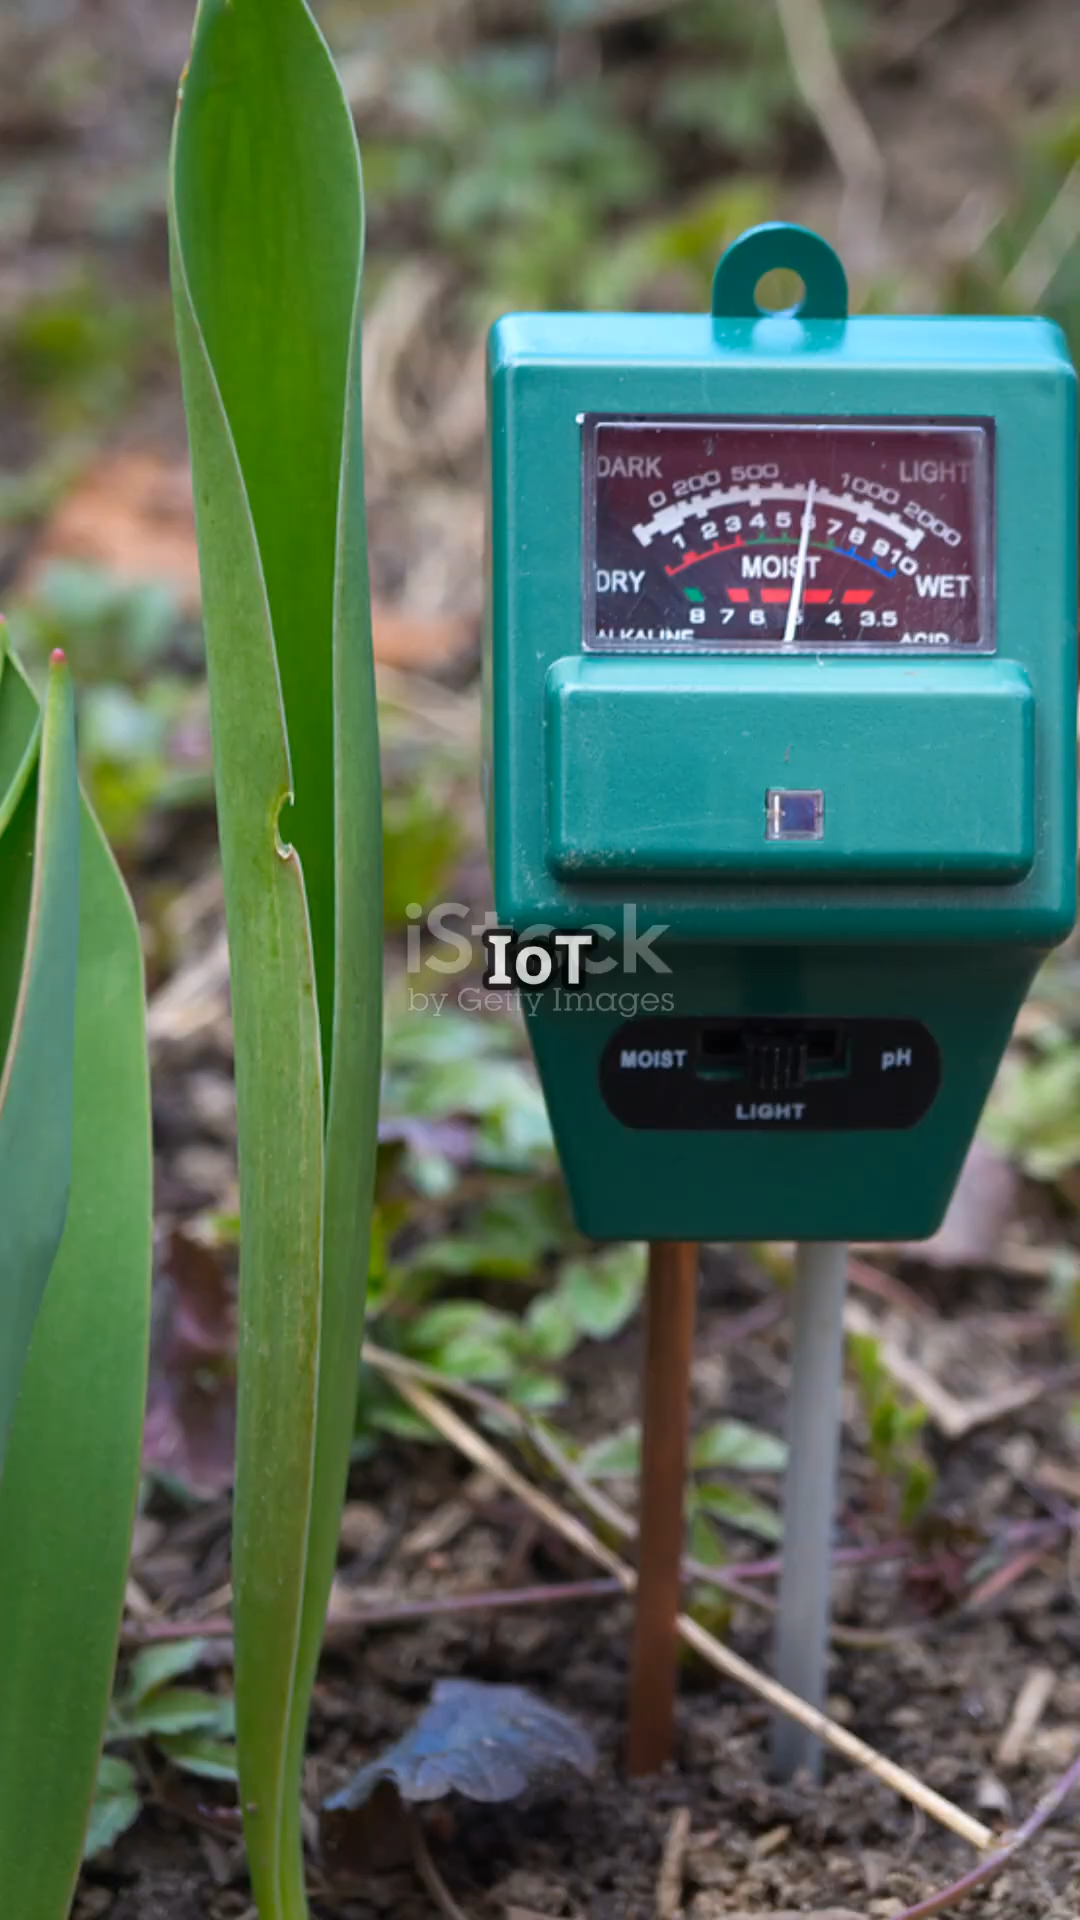 DARK
LIGHT
0 200 500 1000 2000
1 2 3 4 5 6 7 8 9 10
DRY
MOIST
WET
8 7 6 5 4 3.5
ALKALINE
ACID
iStock
IoT
by Getty Images
MOIST
pH
LIGHT